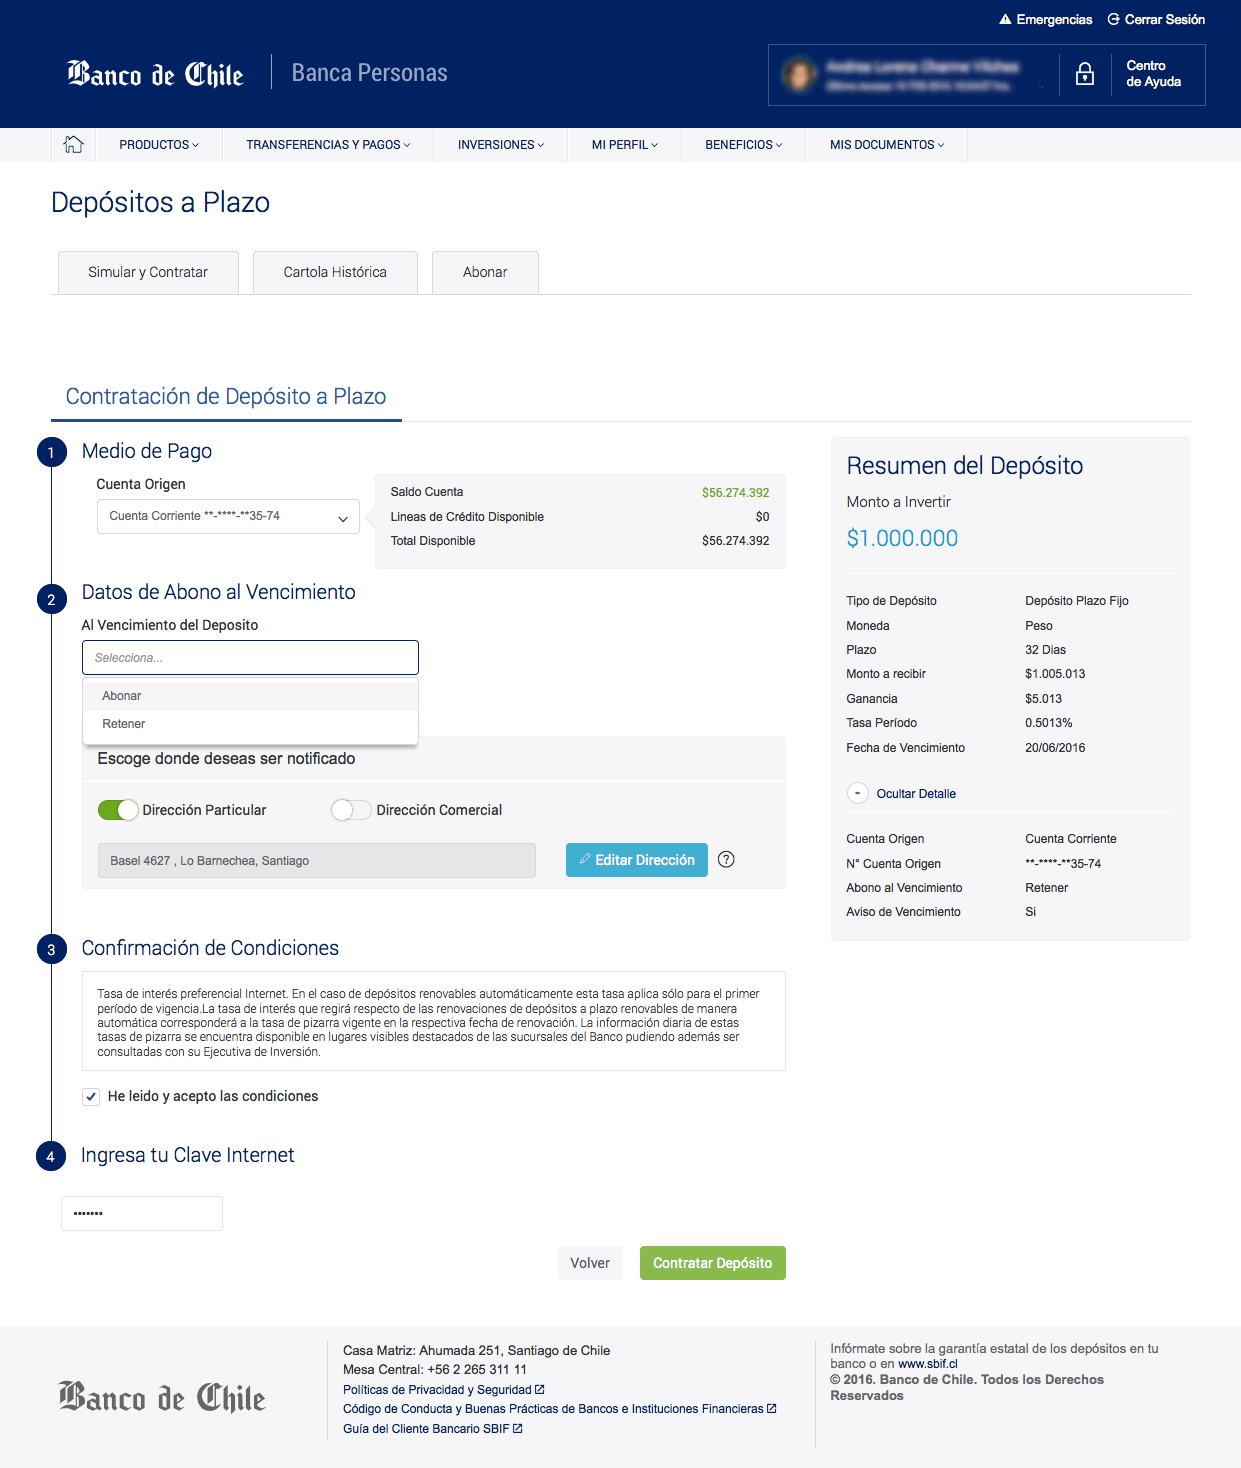 Emergencias
Cerrar Sesión
Banco de Chile
Banca Personas
Centro
de Ayuda
PRODUCTOS
TRANSFERENCIAS Y PAGOS
INVERSIONES
MI PERFIL
BENEFICIOS
MIS DOCUMENTOS
Depósitos a Plazo
Simular y Contratar
Cartola Histórica
Abonar
Contratación de Depósito a Plazo
1
Medio de Pago
Cuenta Origen
Cuenta Corriente **-****-**35-74
Saldo Cuenta $56.274.392
Lineas de Crédito Disponible $0
Total Disponible $56.274.392
2
Datos de Abono al Vencimiento
Al Vencimiento del Deposito
Selecciona...
Abonar
Retener
Escoge donde deseas ser notificado
Dirección Particular
Dirección Comercial
Basel 4627 , Lo Barnechea, Santiago
Editar Dirección
?
3
Confirmación de Condiciones
Tasa de interés preferencial Internet. En el caso de depósitos renovables automáticamente esta tasa aplica sólo para el primer
período de vigencia.La tasa de interés que regirá respecto de las renovaciones de depósitos a plazo renovables de manera
automática corresponderá a la tasa de pizarra vigente en la respectiva fecha de renovación. La información diaria de estas
tasas de pizarra se encuentra disponible en lugares visibles destacados de las sucursales del Banco pudiendo además ser
consultadas con su Ejecutiva de Inversión.
He leido y acepto las condiciones
4
Ingresa tu Clave Internet
•••••••
Volver
Contratar Depósito
Resumen del Depósito
Monto a Invertir
$1.000.000
Tipo de Depósito Depósito Plazo Fijo
Moneda Peso
Plazo 32 Dias
Monto a recibir $1.005.013
Ganancia $5.013
Tasa Período 0.5013%
Fecha de Vencimiento 20/06/2016
- Ocultar Detalle
Cuenta Origen Cuenta Corriente
N° Cuenta Origen **-****-**35-74
Abono al Vencimiento Retener
Aviso de Vencimiento Si
Banco de Chile
Casa Matriz: Ahumada 251, Santiago de Chile
Mesa Central: +56 2 265 311 11
Políticas de Privacidad y Seguridad
Código de Conducta y Buenas Prácticas de Bancos e Instituciones Financieras
Guía del Cliente Bancario SBIF
Infórmate sobre la garantía estatal de los depósitos en tu
banco o en www.sbif.cl
© 2016. Banco de Chile. Todos los Derechos
Reservados